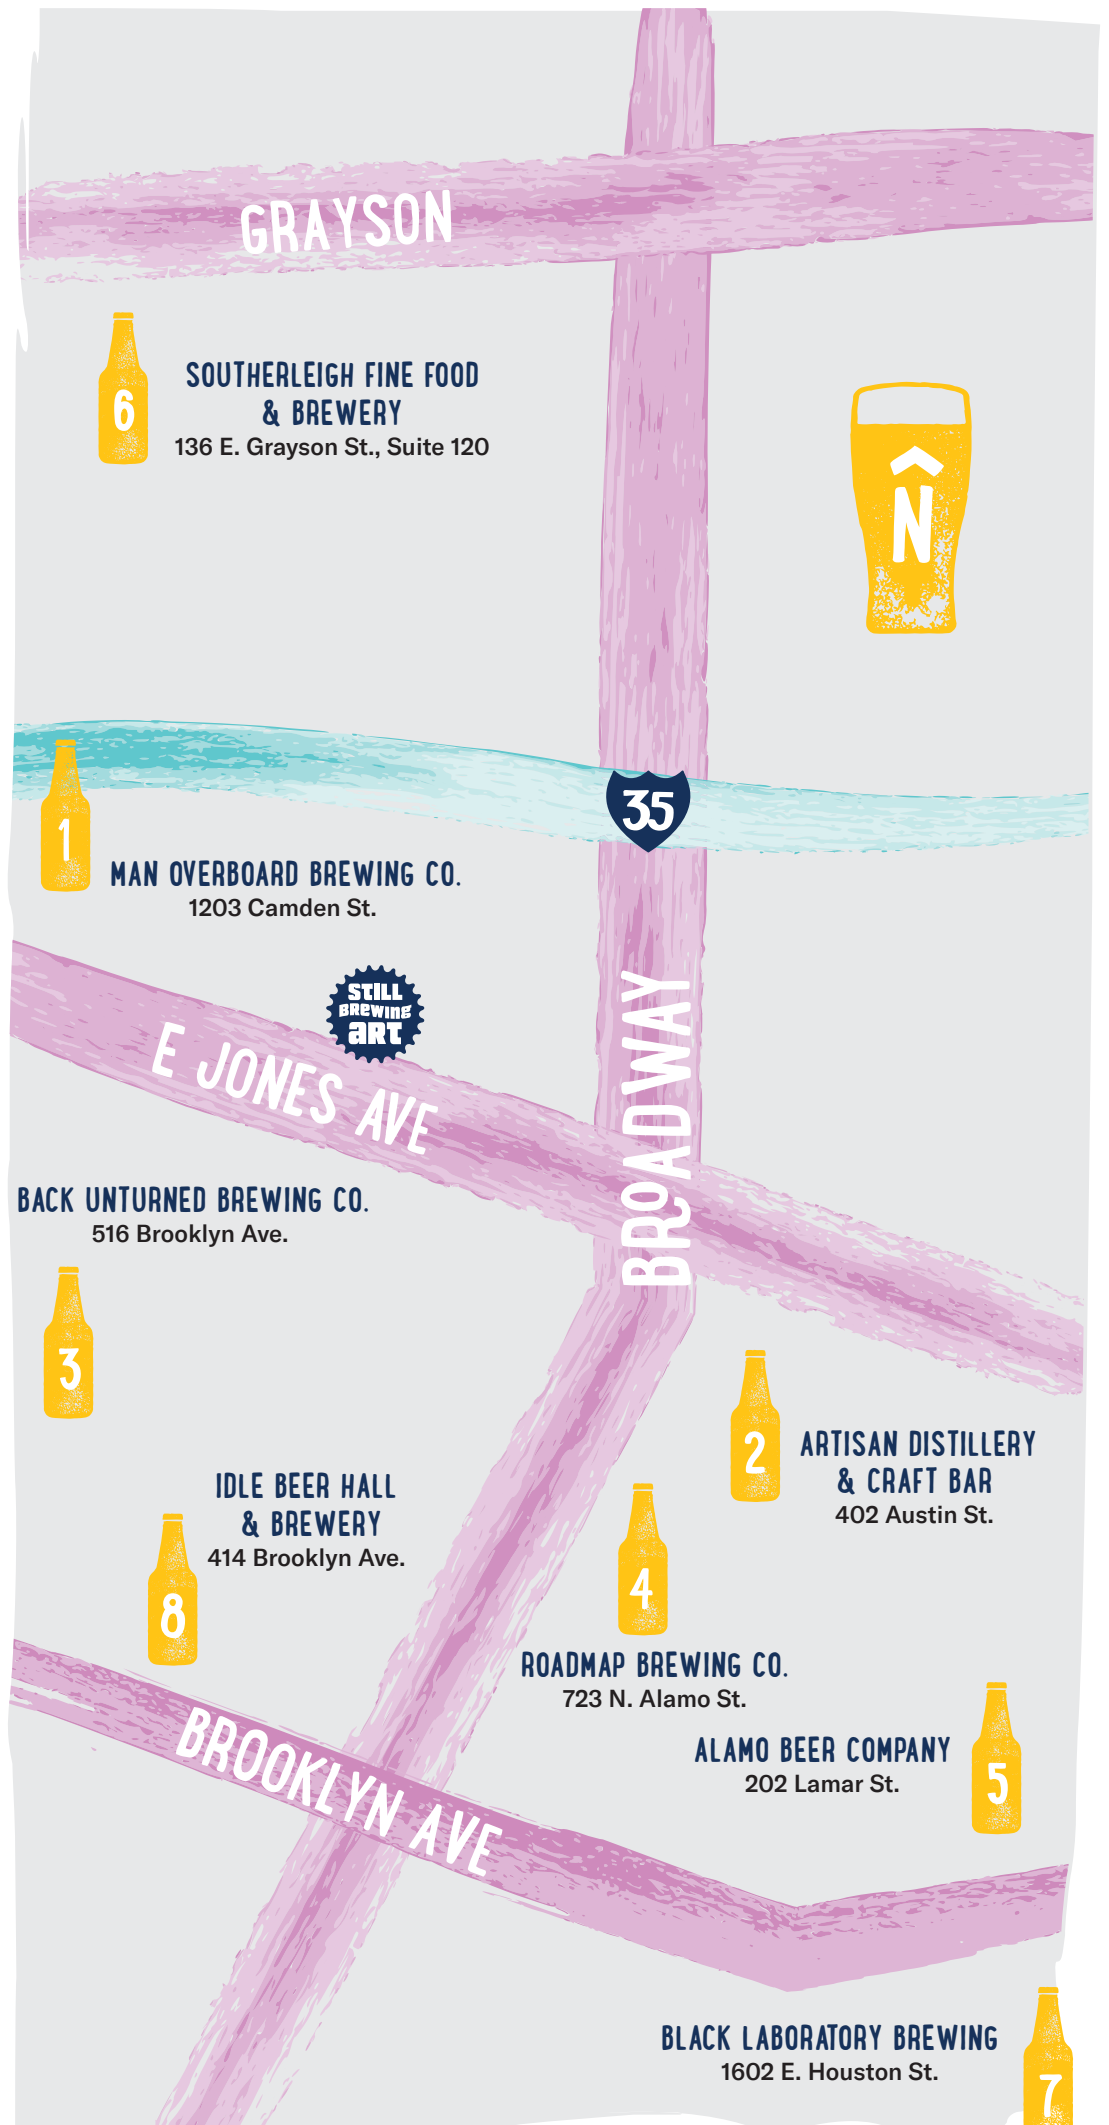 GRAYSON
6
SOUTHERLEIGH FINE FOOD
& BREWERY
136 E. Grayson St., Suite 120
N
35
1
MAN OVERBOARD BREWING CO.
1203 Camden St.
STILL
BREWING
ART
E JONES AVE
BROADWAY
BACK UNTURNED BREWING CO.
516 Brooklyn Ave.
3
2
ARTISAN DISTILLERY
& CRAFT BAR
402 Austin St.
IDLE BEER HALL
& BREWERY
414 Brooklyn Ave.
8
4
ROADMAP BREWING CO.
723 N. Alamo St.
ALAMO BEER COMPANY
202 Lamar St.
5
BROOKLYN AVE
BLACK LABORATORY BREWING
1602 E. Houston St.
7